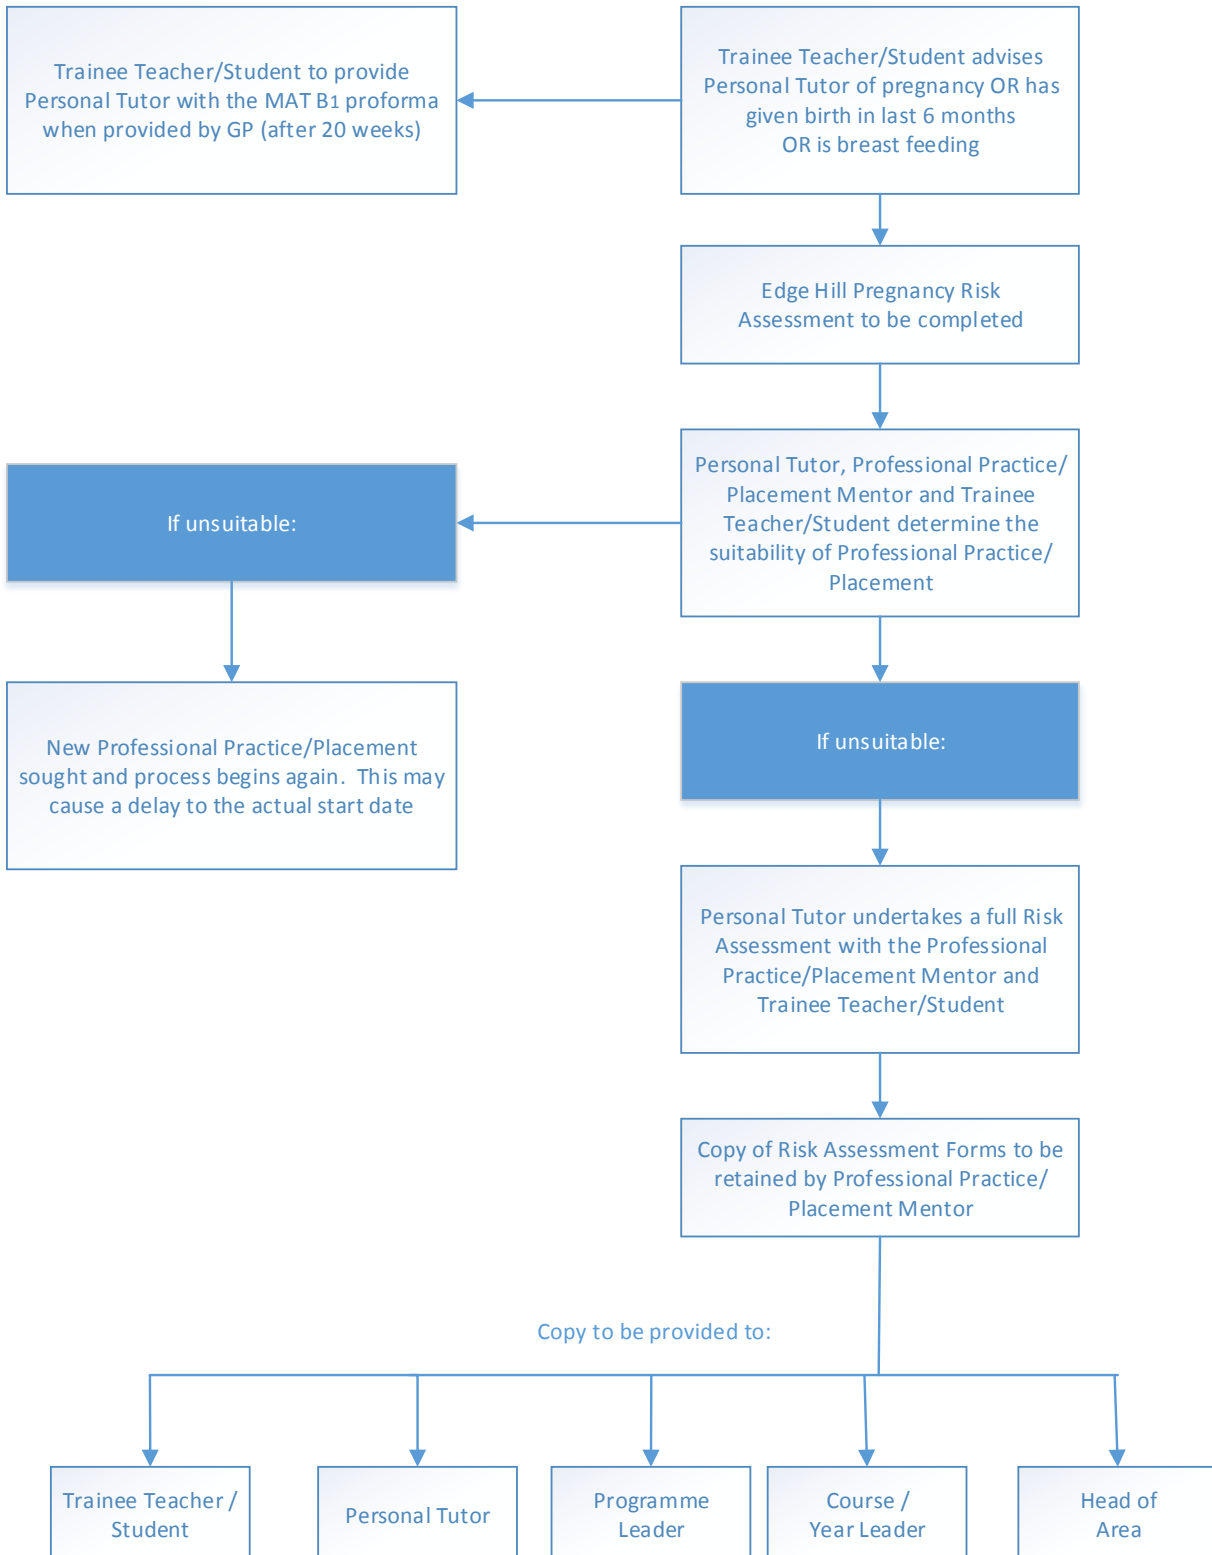 Trainee Teacher/Student to provide
Personal Tutor with the MAT B1 proforma
when provided by GP (after 20 weeks)
Trainee Teacher/Student advises
Personal Tutor of pregnancy OR has
given birth in last 6 months
OR is breast feeding
Edge Hill Pregnancy Risk
Assessment to be completed
Personal Tutor, Professional Practice/
Placement Mentor and Trainee
Teacher/Student determine the
suitability of Professional Practice/
Placement
If unsuitable:
New Professional Practice/Placement
sought and process begins again. This may
cause a delay to the actual start date
If unsuitable:
Personal Tutor undertakes a full Risk
Assessment with the Professional
Practice/Placement Mentor and
Trainee Teacher/Student
Copy of Risk Assessment Forms to be
retained by Professional Practice/
Placement Mentor
Copy to be provided to:
Trainee Teacher /
Student
Personal Tutor
Programme
Leader
Course /
Year Leader
Head of
Area